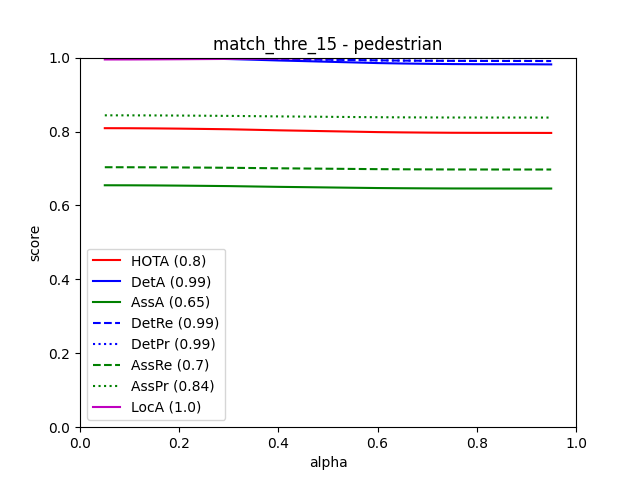 match_thre_15 - pedestrian
1.0
0.8
0.6
0.4
0.2
0.0
score
HOTA (0.8)
DetA (0.99)
AssA (0.65)
DetRe (0.99)
DetPr (0.99)
AssRe (0.7)
AssPr (0.84)
LocA (1.0)
0.0 0.2 0.4 0.6 0.8 1.0
alpha